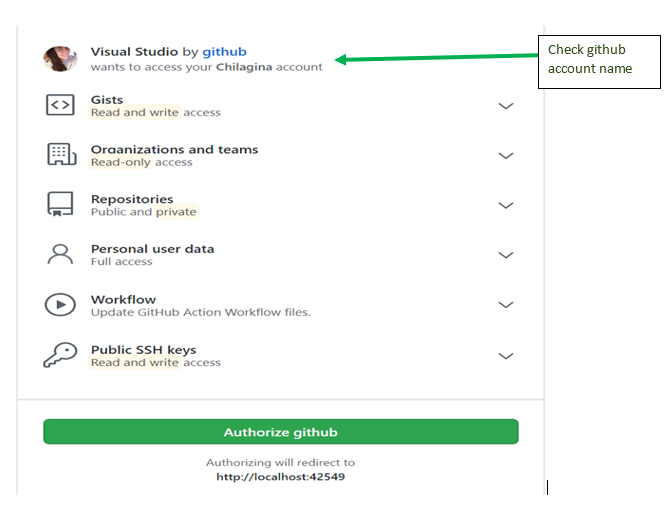 Visual Studio by github
wants to access your Chilagina account
Check github
account name
Gists
Read and write access
Organizations and teams
Read-only access
Repositories
Public and private
Personal user data
Full access
Workflow
Update GitHub Action Workflow files.
Public SSH keys
Read and write access
Authorize github
Authorizing will redirect to
http://localhost:42549